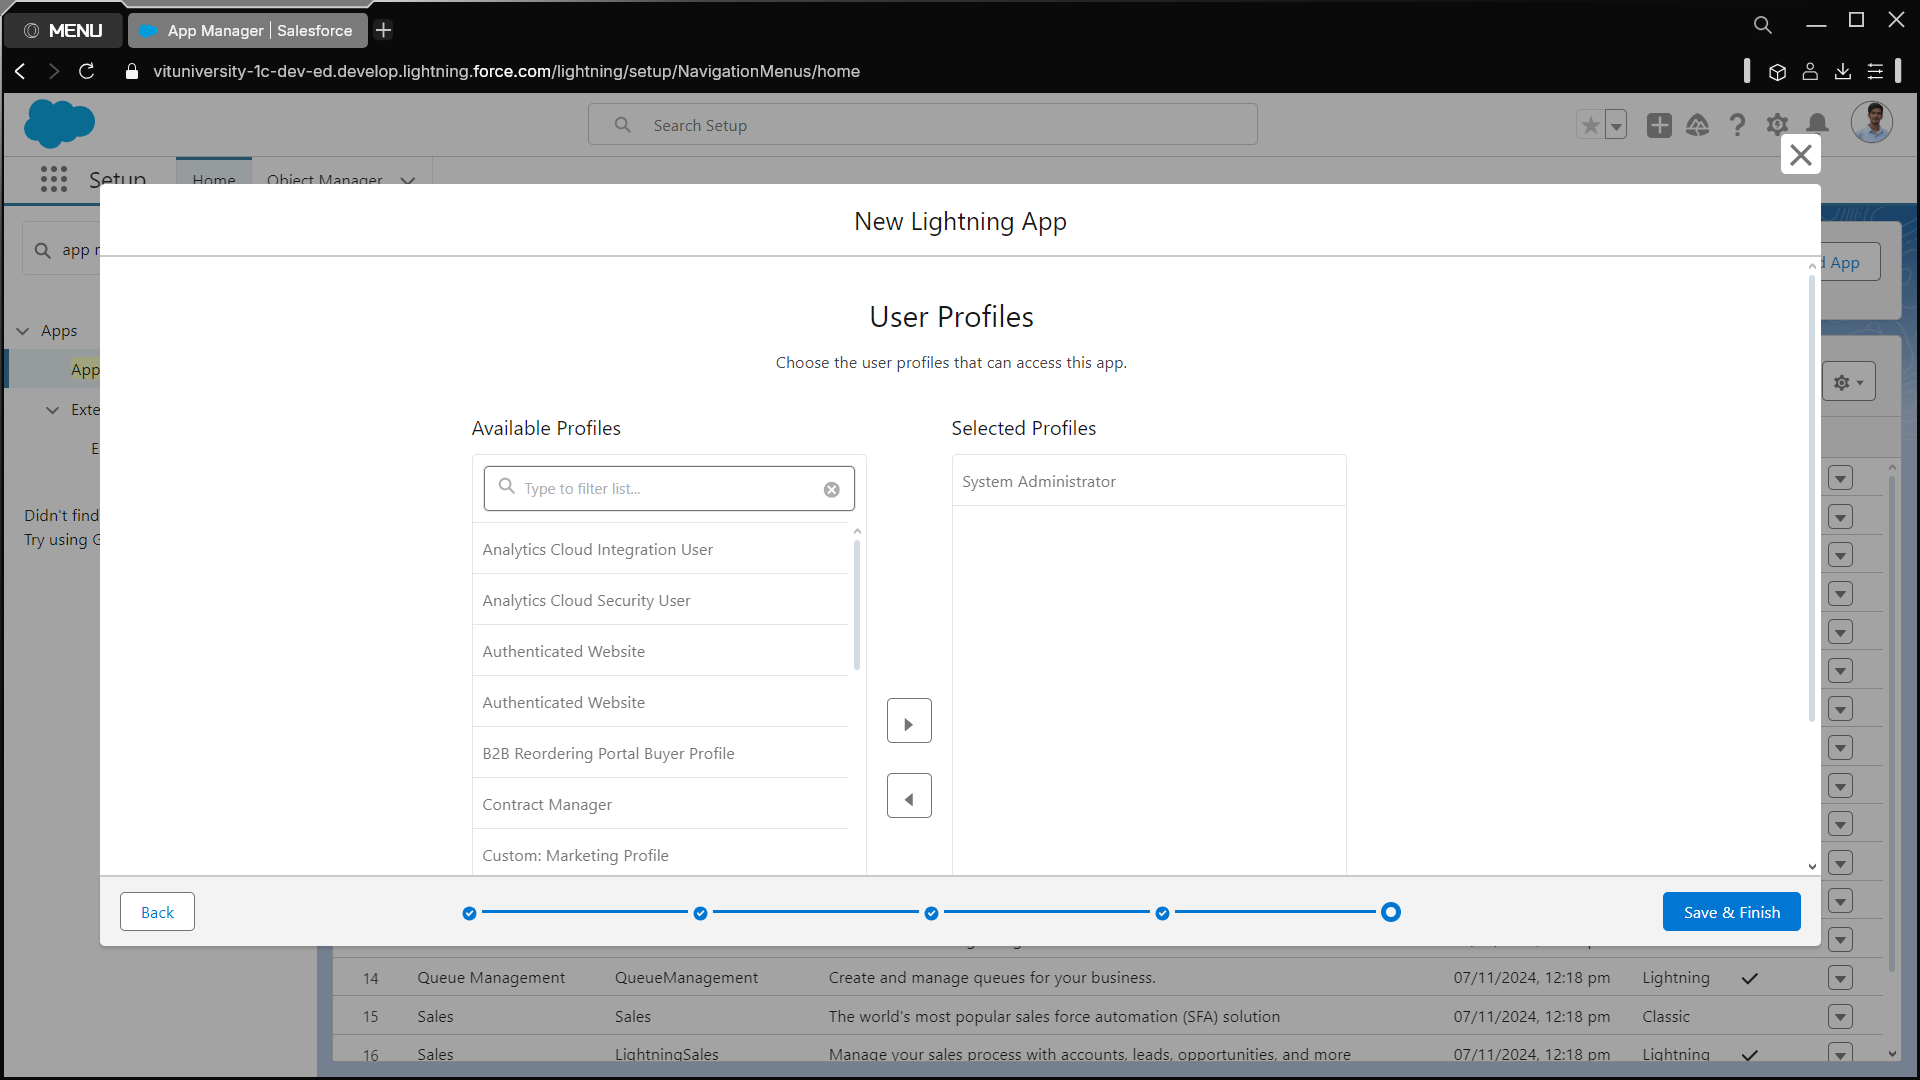 MENU
App Manager | Salesforce
vituniversity-1c-dev-ed.develop.lightning.force.com/lightning/setup/NavigationMenus/home
Search Setup
Setup
Home
Object Manager
New Lightning App
app
d App
User Profiles
Choose the user profiles that can access this app.
Apps
App
Exte
E
Didn't find
Try using G
Available Profiles
Selected Profiles
Type to filter list...
System Administrator
Analytics Cloud Integration User
Analytics Cloud Security User
Authenticated Website
Authenticated Website
B2B Reordering Portal Buyer Profile
Contract Manager
Custom: Marketing Profile
Back
Save & Finish
14 Queue Management QueueManagement Create and manage queues for your business. 07/11/2024, 12:18 pm Lightning
15 Sales Sales The world's most popular sales force automation (SFA) solution 07/11/2024, 12:18 pm Classic
16 Sales LightningSales Manage your sales process with accounts, leads, opportunities, and more 07/11/2024, 12:18 pm Lightning